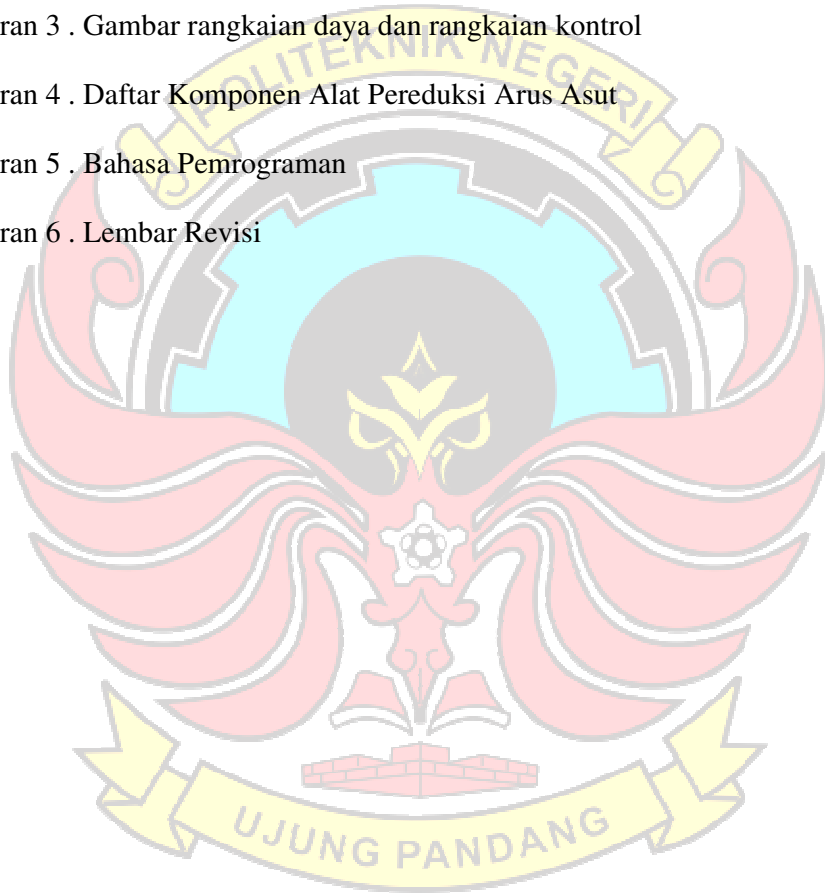 ran 3 . Gambar rangkaian daya dan rangkaian kontrol
POLITEKNIK NEGERI
ran 4 . Daftar Komponen Alat Pereduksi Arus Asut
ran 5 . Bahasa Pemrograman
ran 6 . Lembar Revisi
UJUNG PANDANG